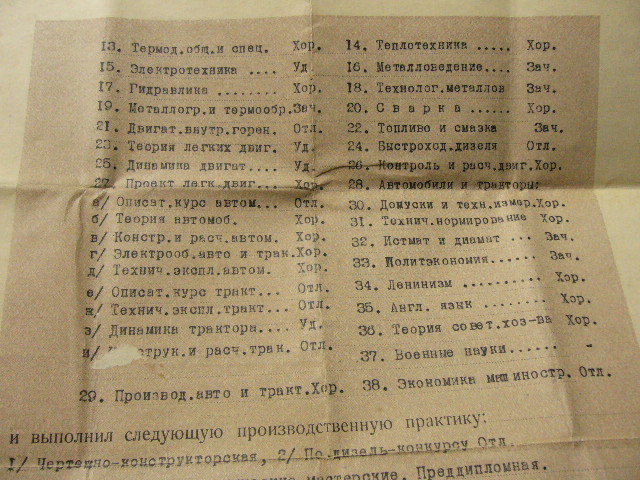 13. Термод.общ.и спец. Хор. 14. Теплотехника ..... Хор.
15. Электротехника .... Уд. 16. Металловедение.... Зач.
17. Гидравлика ........ Хор. 18. Технолог.металлов Зач.
19. Металлогр.и термообр.Зач. 20. С в а р к а ...... Хор.
21. Двигат.внутр.горен. Отл. 22. Топливо и смазка Зач.
23. Теория легких двиг. Уд. 24. Быстроход.дизеля Отл.
25. Динамика двигат.... Уд. 26. Контроль и расч.двиг.Хор.
27. Проект легк.двиг... Хор. 28. Автомобили и тракторы:
а/ Описат.курс автом... Отл. 30. Допуски и техн.измер.Хор.
б/ Теория автомоб. Хор. 31. Технич.нормирование Хор.
в/ Констр.и расч.автом. Хор. 32. Истмат и диамат ... Зач.
г/ Электрооб.авто и трак.Хор. 33. Политэкономия...... Зач.
д/ Технич.экспл.автом. Хор. 34. Ленинизм .......... Хор.
е/ Описат.курс тракт... Отл. 35. Англ. язык ........ Хор.
ж/ Технич.экспл.тракт... Отл. 36. Теория совет.хоз-ва Хор.
з/ Динамика трактора.... Уд. 37. Военные науки...... -
и/ и расч.трак. Отл. 38. Экономика машиностр. Отл.
29. Производ.авто и тракт.Хор.
и выполнил следующую производственную практику:
1/ Чертежно-конструкторская, 2/ По дизель-конкурсу Отл.
мастерские. Преддипломная.